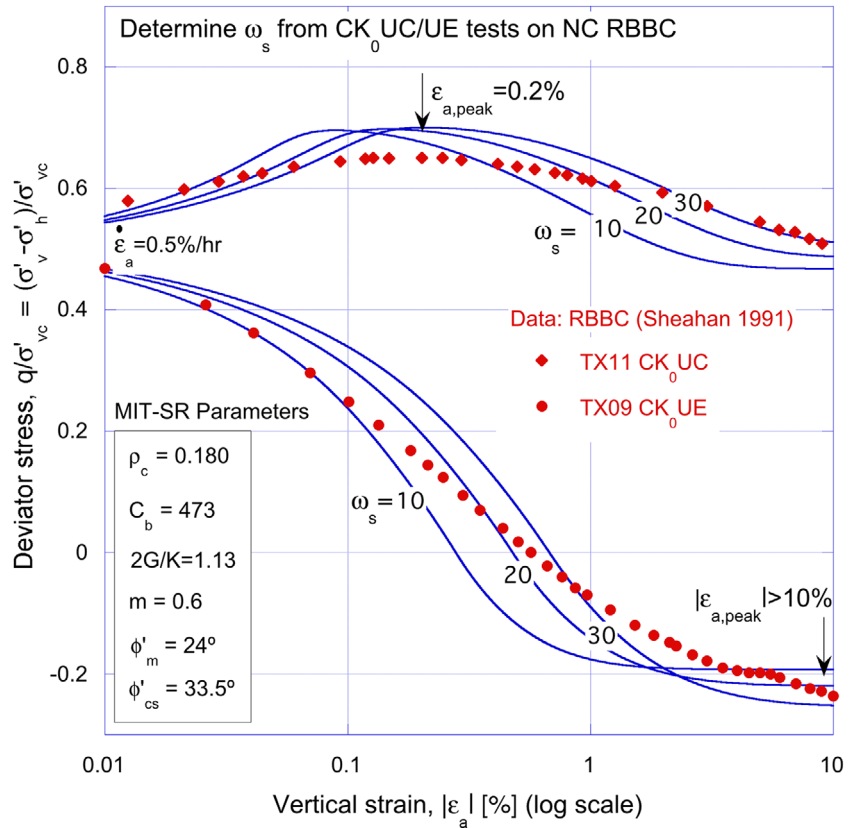 Determine ωs from CK0UC/UE tests on NC RBBC
0.8
0.6
0.4
0.2
0
-0.2
0.01
0.1
1
10
Deviator stress, q/σ'vc = (σ'v-σ'h)/σ'vc
Vertical strain, |εa| [%] (log scale)
εa,peak=0.2%
ε̇a=0.5%/hr
ωs=
10
20
30
Data: RBBC (Sheahan 1991)
TX11 CK0UC
TX09 CK0UE
MIT-SR Parameters
ρc = 0.180
Cb = 473
2G/K=1.13
m = 0.6
ϕ'm = 24º
ϕ'cs = 33.5º
ωs=10
20
30
|εa,peak|>10%